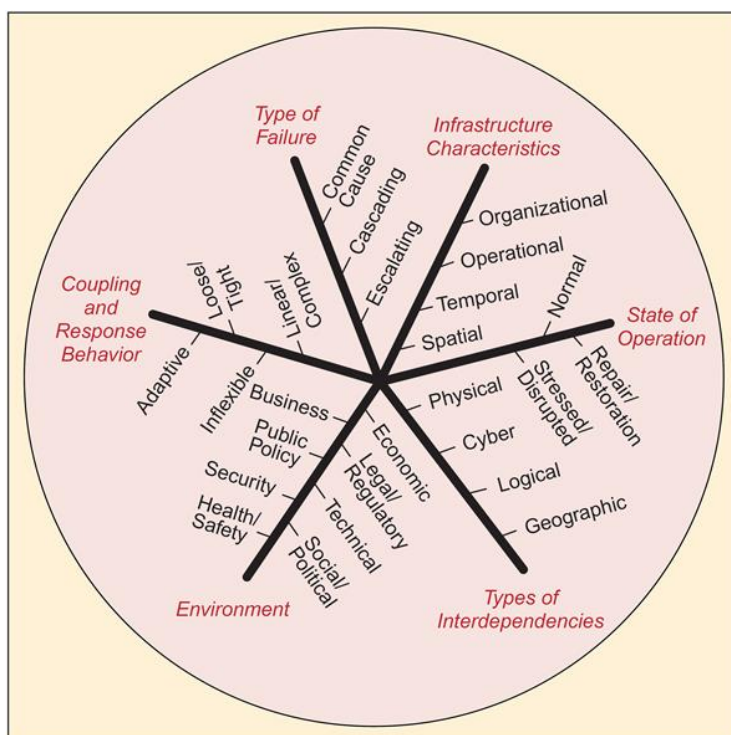 Type of
Failure
Common
Cause
Cascading
Escalating
Infrastructure
Characteristics
Organizational
Operational
Temporal
Spatial
State of
Operation
Normal
Repair/
Restoration
Stressed/
Disrupted
Types of
Interdependencies
Physical
Cyber
Logical
Geographic
Environment
Economic
Legal/
Regulatory
Technical
Social/
Political
Business
Public
Policy
Security
Health/
Safety
Coupling
and
Response
Behavior
Adaptive
Loose/
Tight
Inflexible
Linear/
Complex